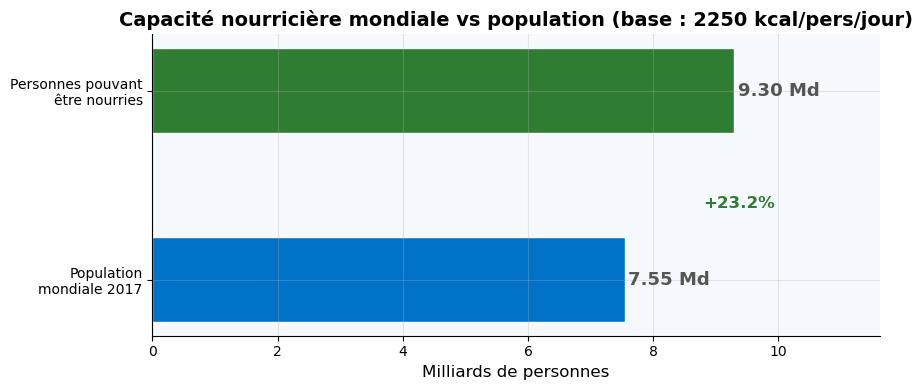 Capacité nourricière mondiale vs population (base : 2250 kcal/pers/jour)
Personnes pouvant
être nourries
9.30 Md
+23.2%
Population
mondiale 2017
7.55 Md
0 2 4 6 8 10
Milliards de personnes